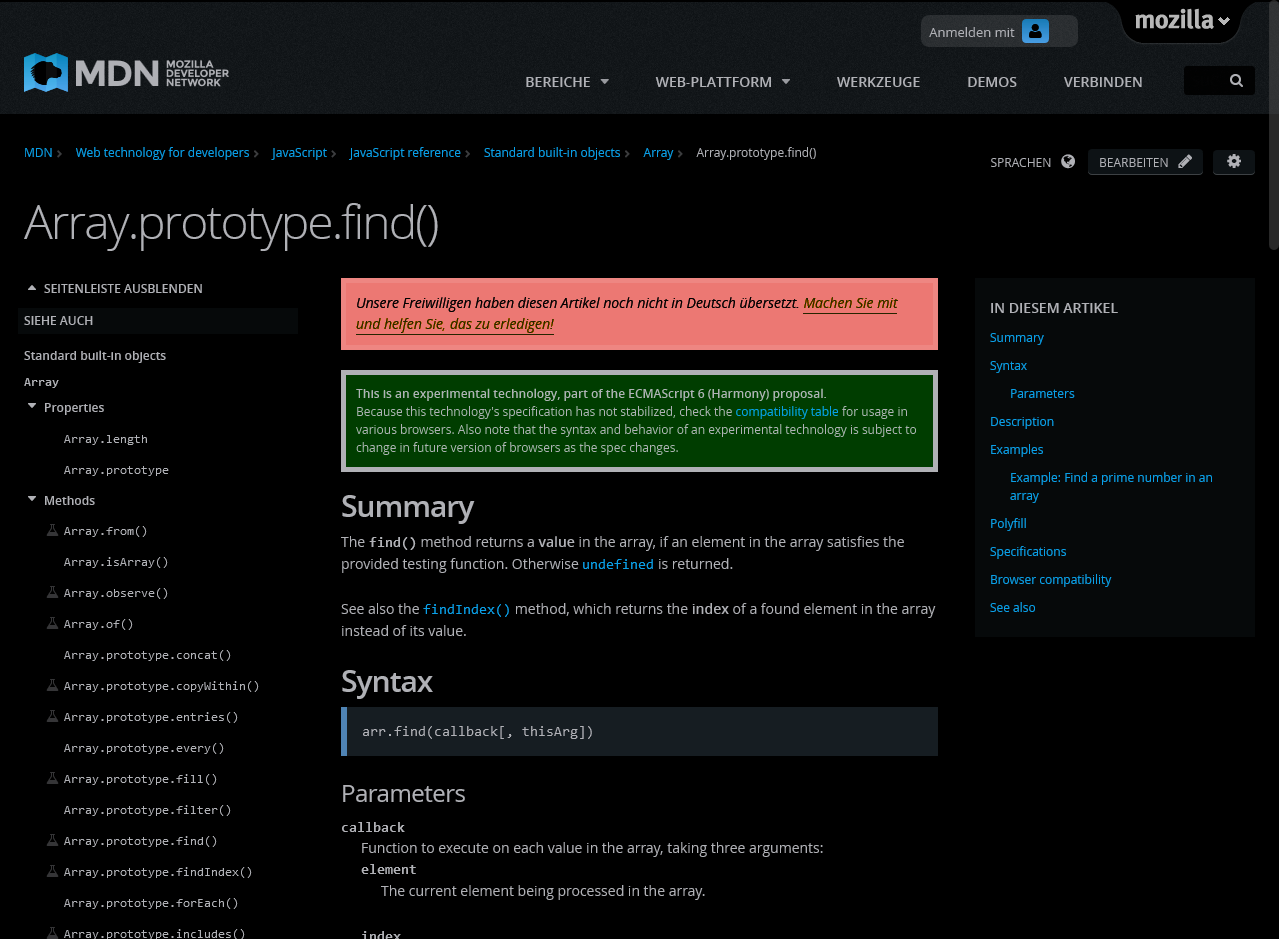 mozilla
Anmelden mit
MDN MOZILLA DEVELOPER NETWORK
BEREICHE WEB-PLATTFORM WERKZEUGE DEMOS VERBINDEN
MDN Web technology for developers JavaScript JavaScript reference Standard built-in objects Array Array.prototype.find()
SPRACHEN BEARBEITEN
Array.prototype.find()
SEITENLEISTE AUSBLENDEN
SIEHE AUCH
Standard built-in objects
Array
Properties
Array.length
Array.prototype
Methods
Array.from()
Array.isArray()
Array.observe()
Array.of()
Array.prototype.concat()
Array.prototype.copyWithin()
Array.prototype.entries()
Array.prototype.every()
Array.prototype.fill()
Array.prototype.filter()
Array.prototype.find()
Array.prototype.findIndex()
Array.prototype.forEach()
Array.prototype.includes()
Unsere Freiwilligen haben diesen Artikel noch nicht in Deutsch übersetzt. Machen Sie mit
und helfen Sie, das zu erledigen!
This is an experimental technology, part of the ECMAScript 6 (Harmony) proposal.
Because this technology's specification has not stabilized, check the compatibility table for usage in
various browsers. Also note that the syntax and behavior of an experimental technology is subject to
change in future version of browsers as the spec changes.
Summary
The find() method returns a value in the array, if an element in the array satisfies the
provided testing function. Otherwise undefined is returned.
See also the findIndex() method, which returns the index of a found element in the array
instead of its value.
Syntax
arr.find(callback[, thisArg])
Parameters
callback
Function to execute on each value in the array, taking three arguments:
element
The current element being processed in the array.
index
IN DIESEM ARTIKEL
Summary
Syntax
Parameters
Description
Examples
Example: Find a prime number in an
array
Polyfill
Specifications
Browser compatibility
See also